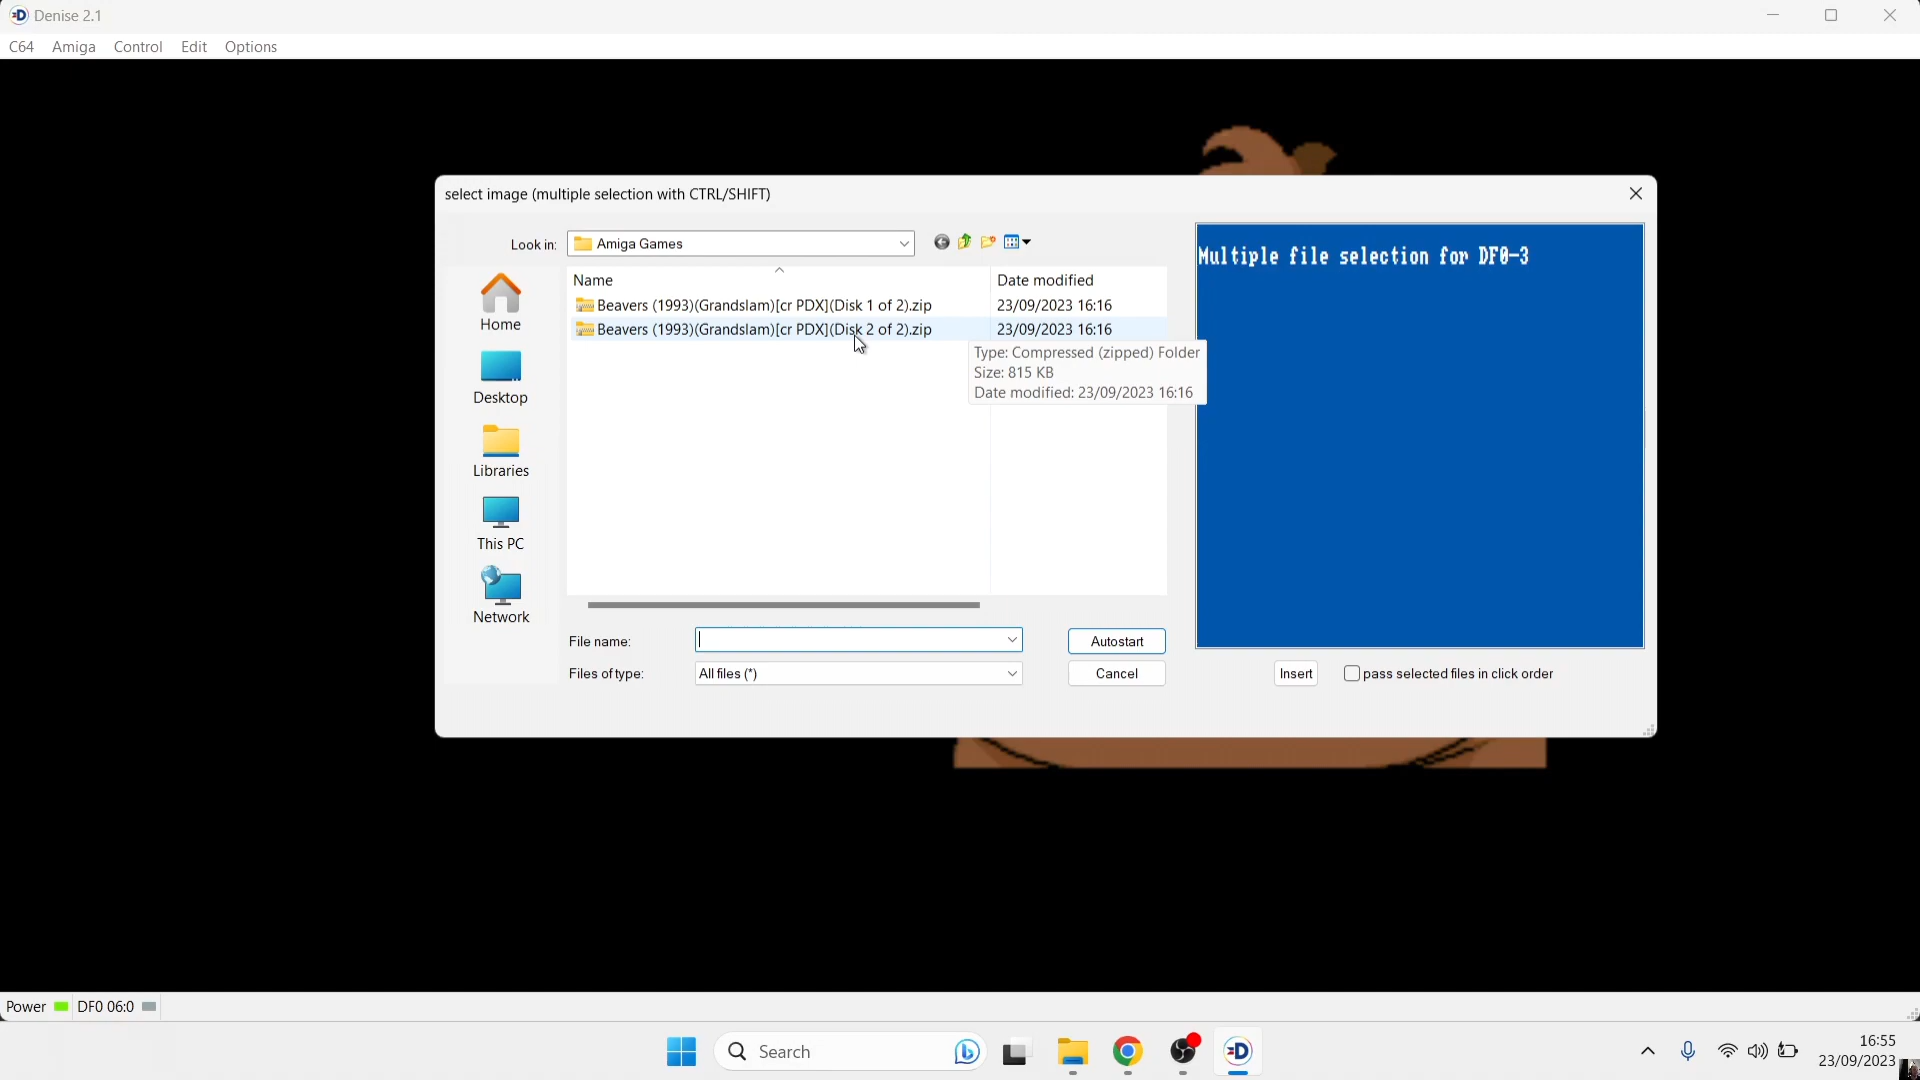 Denise 2.1
C64 Amiga Control Edit Options
select image (multiple selection with CTRL/SHIFT)
Look in: Amiga Games
Name Date modified
Beavers (1993)(Grandslam)[cr PDX](Disk 1 of 2).zip 23/09/2023 16:16
Beavers (1993)(Grandslam)[cr PDX](Disk 2 of 2).zip 23/09/2023 16:16
Type: Compressed (zipped) Folder
Size: 815 KB
Date modified: 23/09/2023 16:16
Home
Desktop
Libraries
This PC
Network
Multiple file selection for DF0-3
File name: Autostart
Files of type: All files (*) Cancel
Insert pass selected files in click order
Power DF0 06:0
Search
16:55
23/09/2023